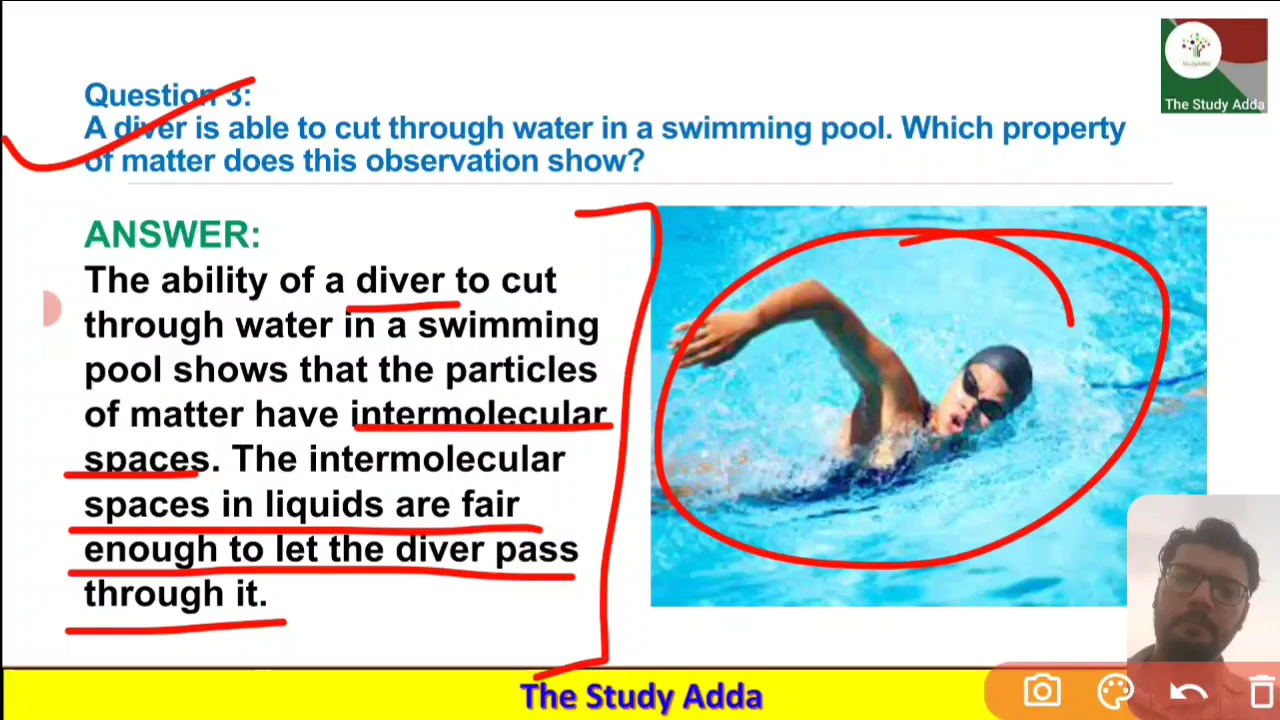 StudyAdda
The Study Adda
Question 3:
A diver is able to cut through water in a swimming pool. Which property
of matter does this observation show?
ANSWER:
The ability of a diver to cut
through water in a swimming
pool shows that the particles
of matter have intermolecular
spaces. The intermolecular
spaces in liquids are fair
enough to let the diver pass
through it.
The Study Adda